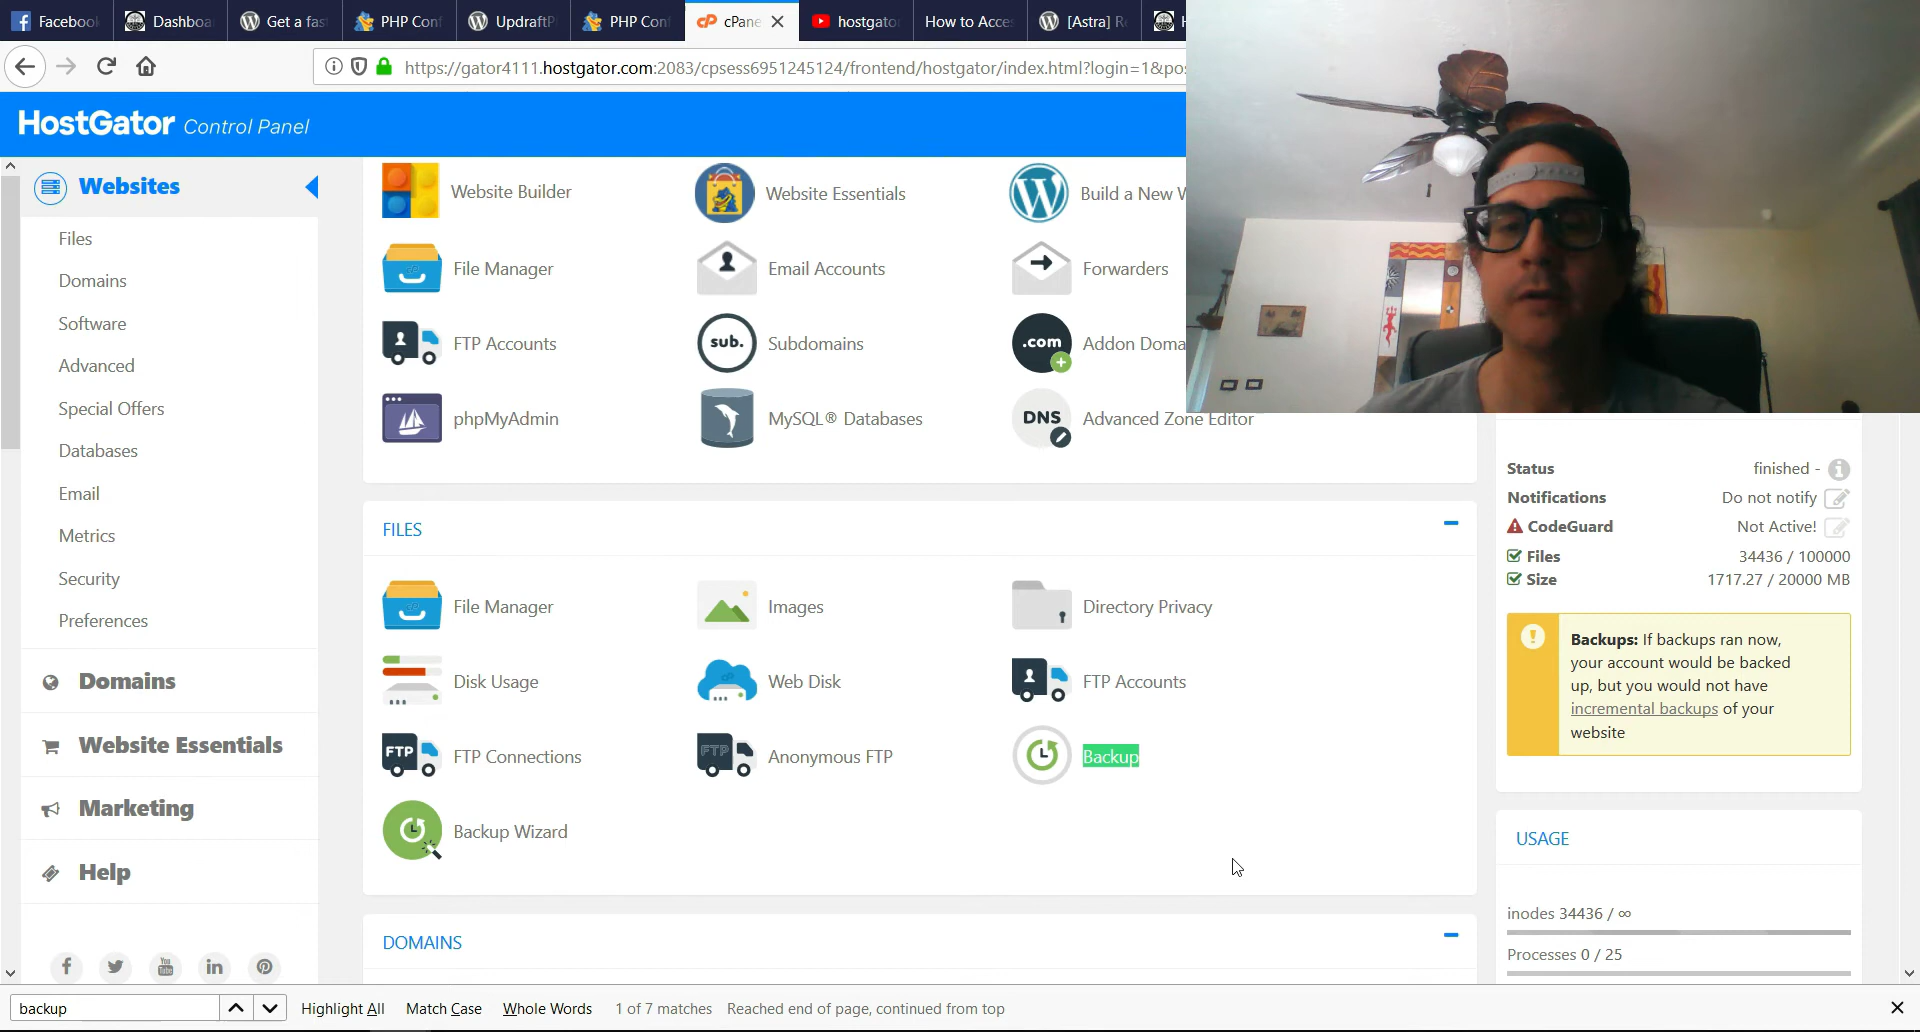 Facebook
Dashboa
Get a fas
PHP Conf
UpdraftP
PHP Conf
cPane
hostgato
How to Acce
[Astra] R
https://gator4111.hostgator.com:2083/cpsess6951245124/frontend/hostgator/index.html?login=1&pos
HostGator Control Panel
Websites
Files
Domains
Software
Advanced
Special Offers
Databases
Email
Metrics
Security
Preferences
Domains
Website Essentials
Marketing
Help
Website Builder
Website Essentials
Build a New W
File Manager
Email Accounts
Forwarders
FTP Accounts
sub.
Subdomains
.com
Addon Doma
phpMyAdmin
MySQL® Databases
DNS
Advanced Zone Editor
FILES
File Manager
Images
Directory Privacy
Disk Usage
Web Disk
FTP Accounts
FTP
FTP Connections
FTP
Anonymous FTP
Backup
Backup Wizard
DOMAINS
Status finished -
Notifications Do not notify
CodeGuard Not Active!
Files 34436 / 100000
Size 1717.27 / 20000 MB
Backups: If backups ran now,
your account would be backed
up, but you would not have
incremental backups of your
website
USAGE
inodes 34436 / ∞
Processes 0 / 25
backup
Highlight All
Match Case
Whole Words
1 of 7 matches
Reached end of page, continued from top